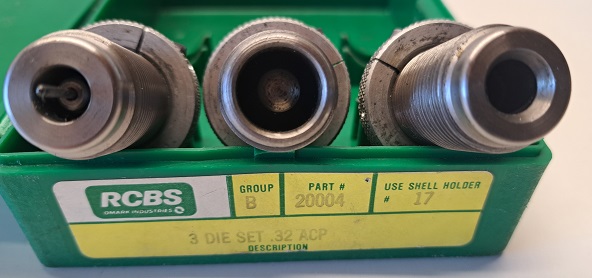 RCBS
OMARK INDUSTRIES
GROUP
B
PART #
20004
USE SHELL HOLDER
# 17
3 DIE SET .32 ACP
DESCRIPTION